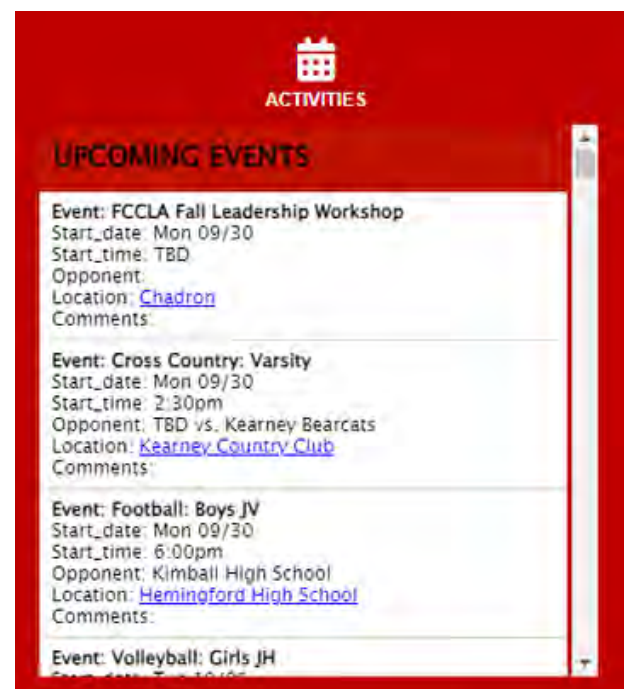 ACTIVITIES
UPCOMING EVENTS
Event: FCCLA Fall Leadership Workshop
Start_date: Mon 09/30
Start_time: TBD
Opponent:
Location: Chadron
Comments:
Event: Cross Country: Varsity
Start_date: Mon 09/30
Start_time: 2:30pm
Opponent: TBD vs. Kearney Bearcats
Location: Kearney Country Club
Comments:
Event: Football: Boys JV
Start_date: Mon 09/30
Start_time: 6:00pm
Opponent: Kimball High School
Location: Hemingford High School
Comments:
Event: Volleyball: Girls JH